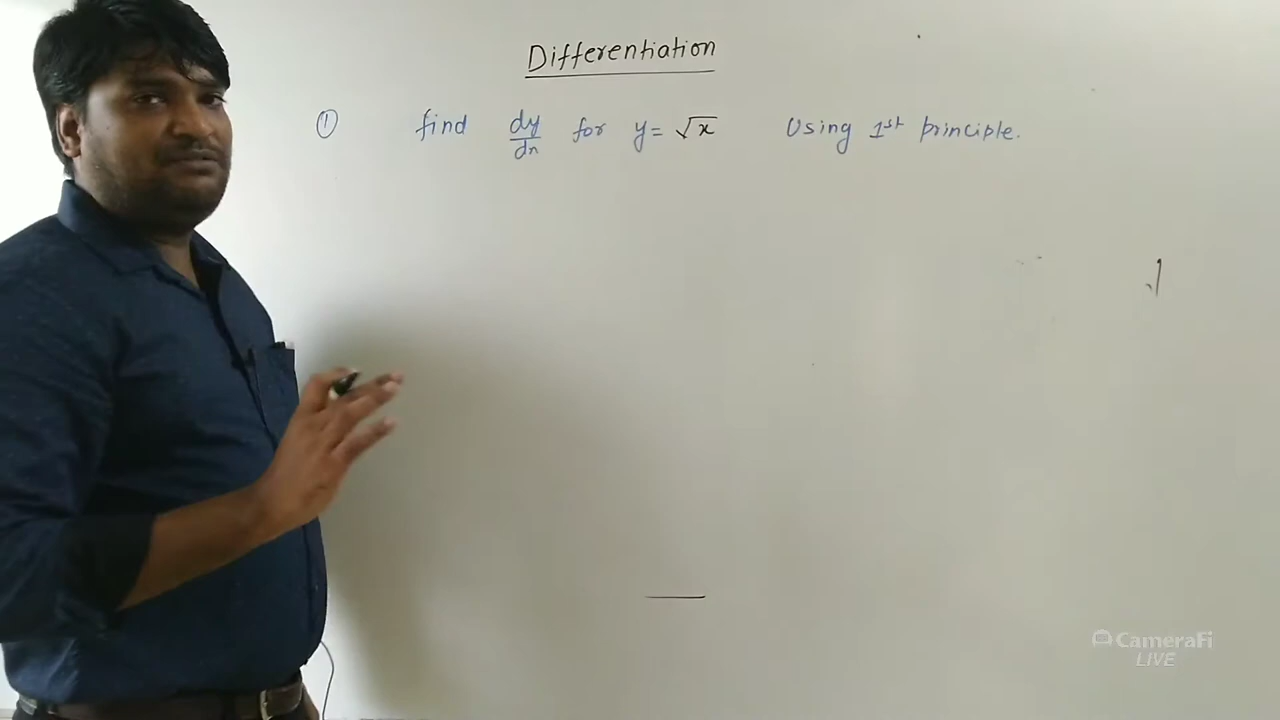 Differentiation
① find dy/dx for y = √x Using 1st principle.
CameraFi
LIVE